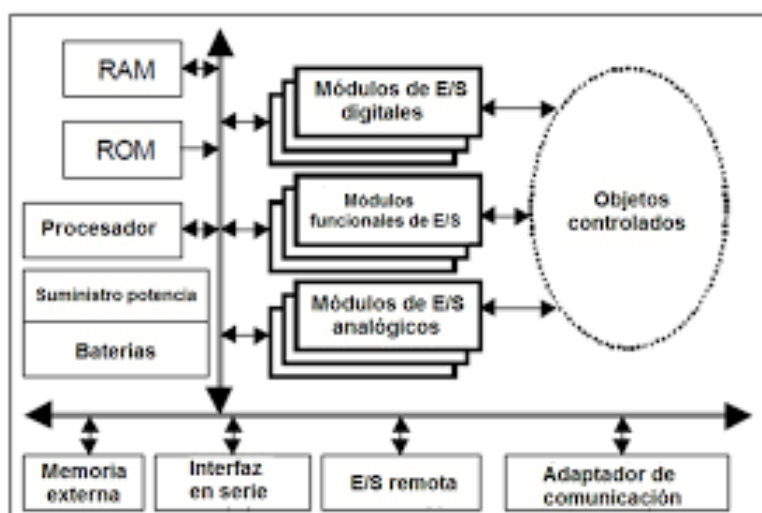 RAM
ROM
Procesador
Suministro potencia
Baterías
Módulos de E/S
digitales
Módulos
funcionales de E/S
Módulos de E/S
analógicos
Objetos
controlados
Memoria
externa
Interfaz
en serie
E/S remota
Adaptador de
comunicación